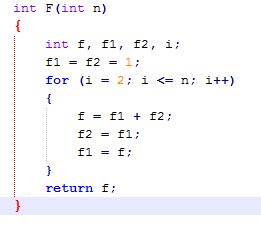 int F(int n)
{
int f, f1, f2, i;
f1 = f2 = 1;
for (i = 2; i <= n; i++)
{
f = f1 + f2;
f2 = f1;
f1 = f;
}
return f;
}